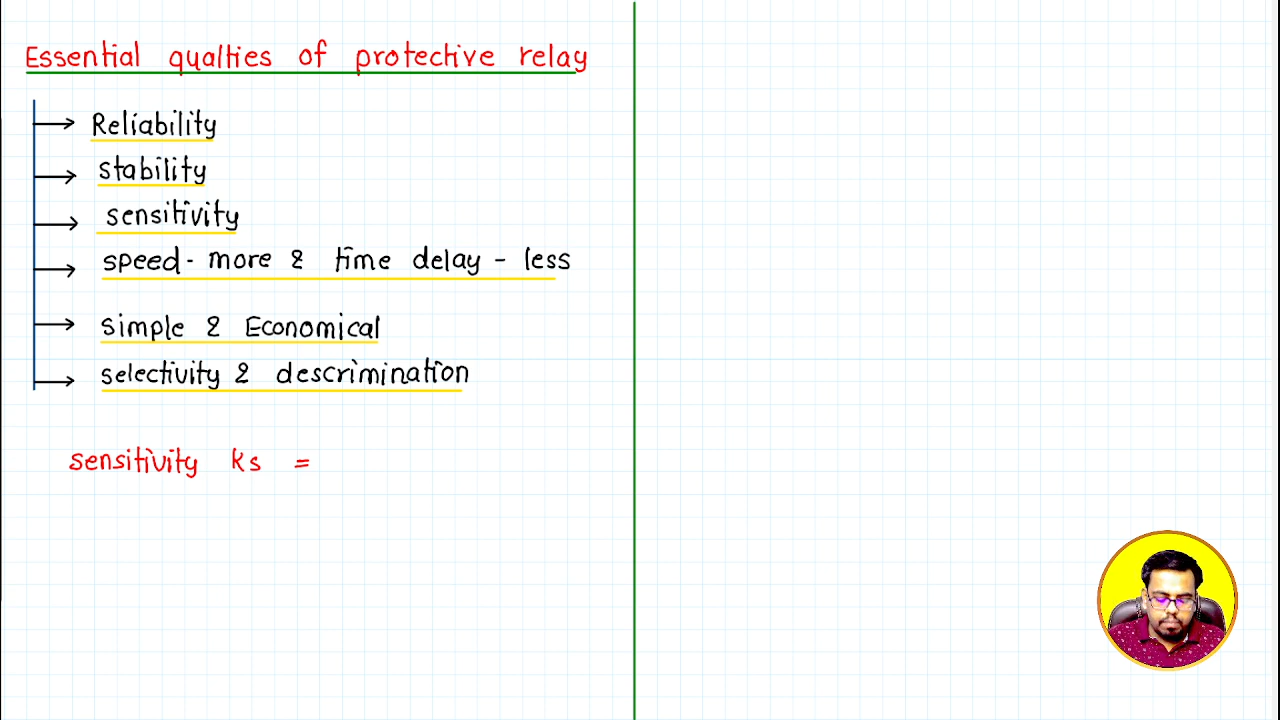 Essential qualties of protective relay
Reliability
stability
sensitivity
speed - more & time delay - less
simple & Economical
selectivity & descrimination
sensitivity ks =